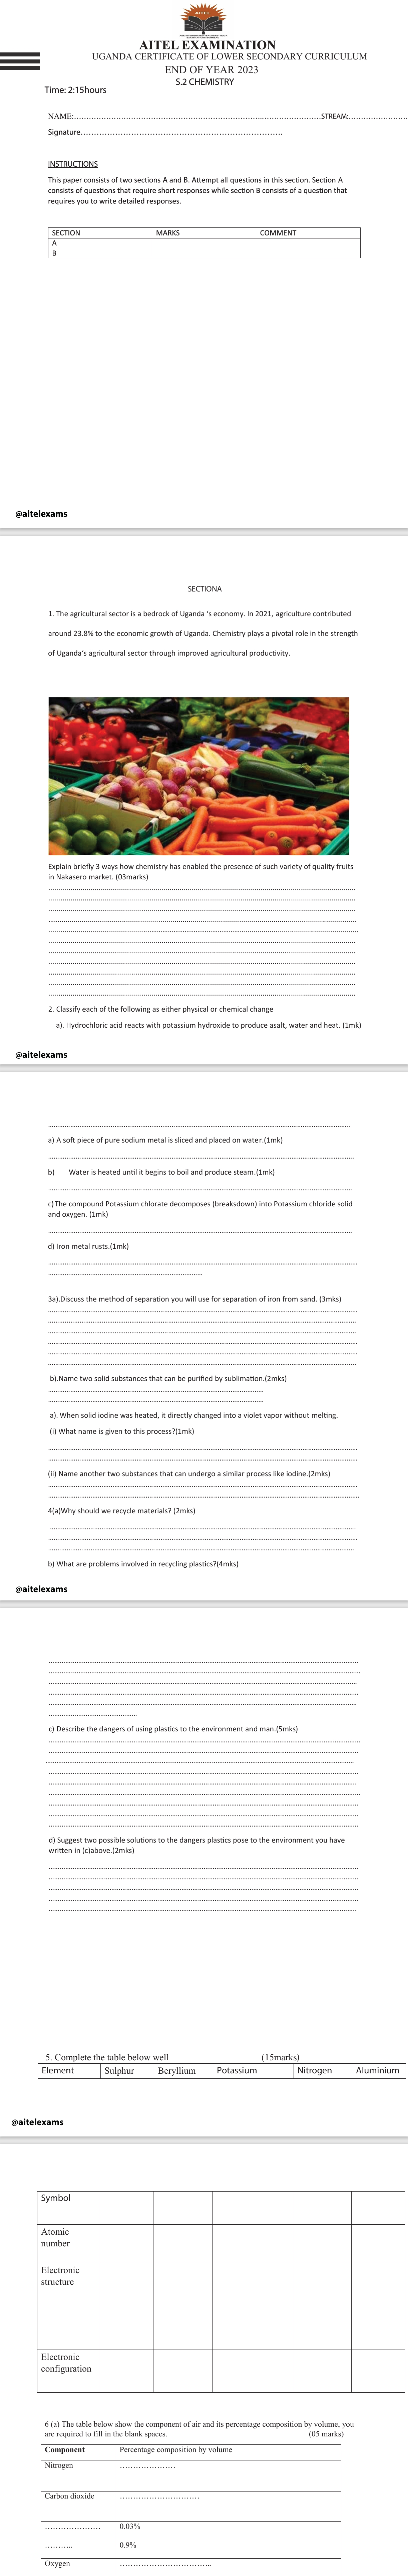 AITEL
AITEL EXAMINATION
UGANDA CERTIFICATE OF LOWER SECONDARY CURRICULUM
END OF YEAR 2023
S.2 CHEMISTRY
Time: 2:15hours
NAME:……………………………………………………………………………STREAM:…………………
Signature……………………………………………………………….
INSTRUCTIONS
This paper consists of two sections A and B. Attempt all questions in this section. Section A
consists of questions that require short responses while section B consists of a question that
requires you to write detailed responses.
SECTION MARKS COMMENT
A
B
@aitelexams
SECTIONA
1. The agricultural sector is a bedrock of Uganda ‘s economy. In 2021, agriculture contributed
around 23.8% to the economic growth of Uganda. Chemistry plays a pivotal role in the strength
of Uganda’s agricultural sector through improved agricultural productivity.
Explain briefly 3 ways how chemistry has enabled the presence of such variety of quality fruits
in Nakasero market. (03marks)
2. Classify each of the following as either physical or chemical change
a). Hydrochloric acid reacts with potassium hydroxide to produce asalt, water and heat. (1mk)
@aitelexams
a) A soft piece of pure sodium metal is sliced and placed on water.(1mk)
b) Water is heated until it begins to boil and produce steam.(1mk)
c) The compound Potassium chlorate decomposes (breaksdown) into Potassium chloride solid
and oxygen. (1mk)
d) Iron metal rusts.(1mk)
3a).Discuss the method of separation you will use for separation of iron from sand. (3mks)
b).Name two solid substances that can be purified by sublimation.(2mks)
a). When solid iodine was heated, it directly changed into a violet vapor without melting.
(i) What name is given to this process?(1mk)
(ii) Name another two substances that can undergo a similar process like iodine.(2mks)
4(a)Why should we recycle materials? (2mks)
b) What are problems involved in recycling plastics?(4mks)
@aitelexams
c) Describe the dangers of using plastics to the environment and man.(5mks)
d) Suggest two possible solutions to the dangers plastics pose to the environment you have
written in (c)above.(2mks)
5. Complete the table below well (15marks)
Element Sulphur Beryllium Potassium Nitrogen Aluminium
@aitelexams
Symbol
Atomic
number
Electronic
structure
Electronic
configuration
6 (a) The table below show the component of air and its percentage composition by volume, you
are required to fill in the blank spaces. (05 marks)
Component Percentage composition by volume
Nitrogen …………………
Carbon dioxide …………………………
………………… 0.03%
……….. 0.9%
Oxygen ……………………………..